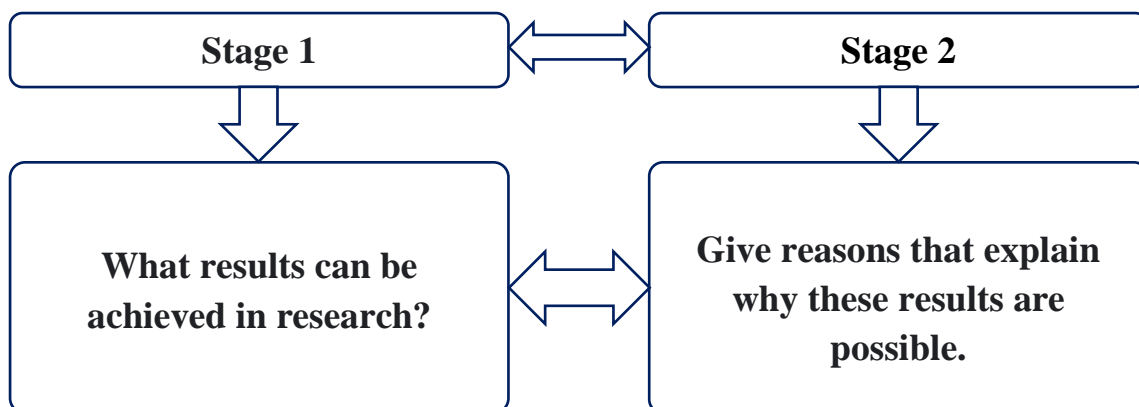 Stage 1
Stage 2
What results can be
achieved in research?
Give reasons that explain
why these results are
possible.